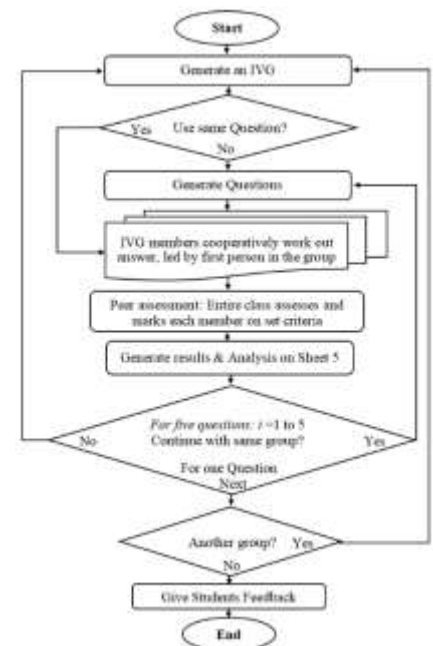 Start
Generate an IVG
Yes
Use same Question?
No
Generate Questions
IVG members cooperatively work out
answer, led by first person in the group
Peer assessment: Entire class assesses and
marks each member on set criteria
Generate results & Analysis on Sheet 5
For five questions: i =1 to 5
No
Continue with same group?
Yes
For one Question
Next
Another group?
Yes
No
Give Students Feedback
End